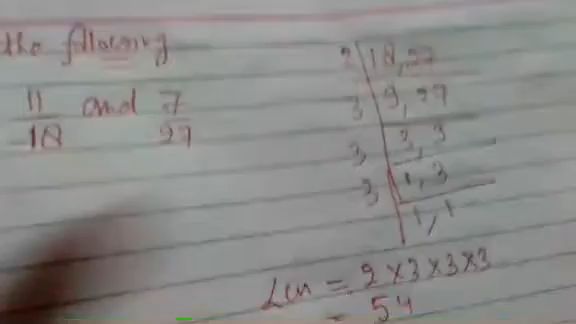 the following
11/18 and 7/27
2 | 18, 27
3 | 9, 27
3 | 3, 3
3 | 1, 3
1, 1
Lcm = 2×3×3×3
= 54